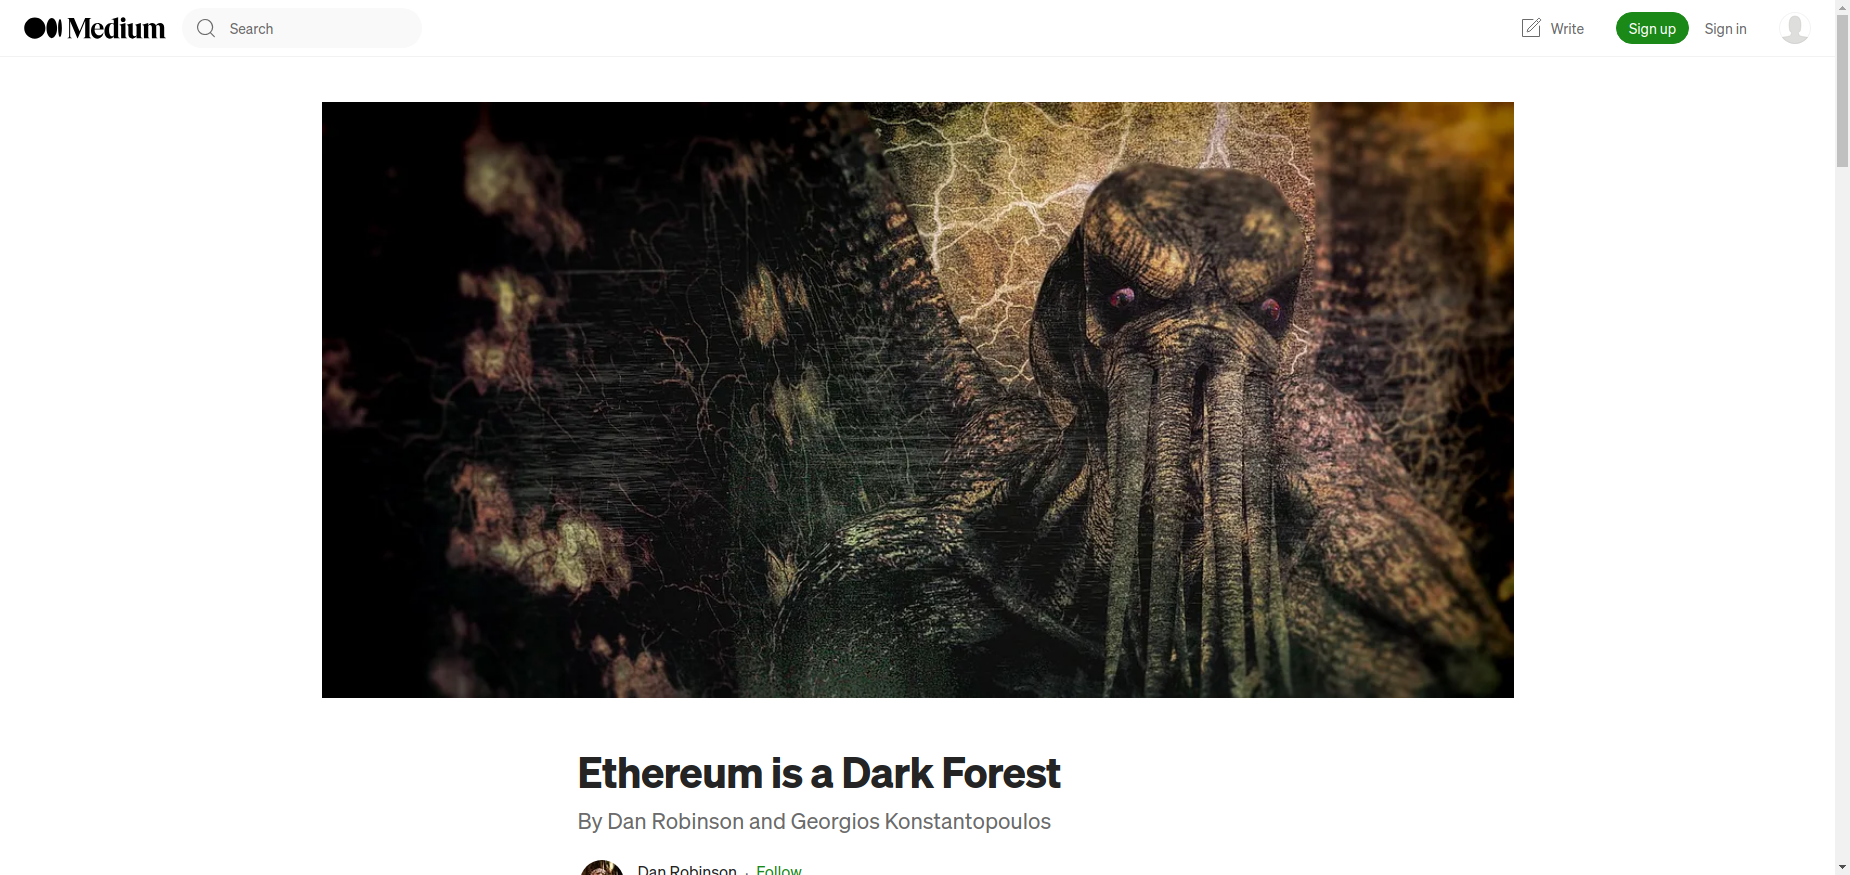 Medium
Search
Write
Sign up
Sign in
Ethereum is a Dark Forest
By Dan Robinson and Georgios Konstantopoulos
Dan Robinson · Follow